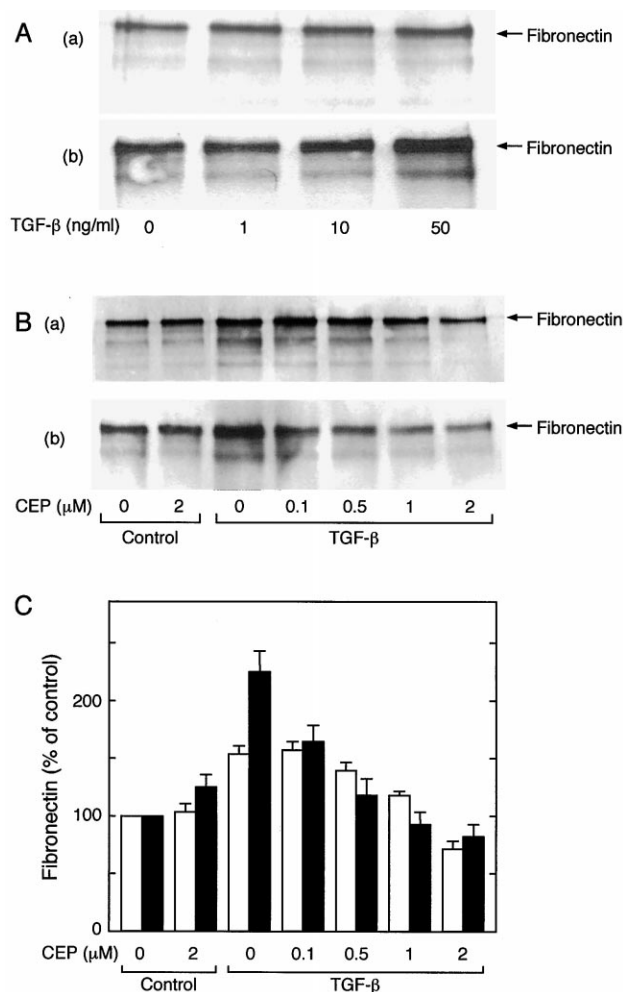 A (a) Fibronectin
(b) Fibronectin
TGF-β (ng/ml) 0 1 10 50
B (a) Fibronectin
(b) Fibronectin
CEP (μM) 0 2 0 0.1 0.5 1 2
Control TGF-β
C
Fibronectin (% of control)
200
100
0
CEP (μM) 0 2 0 0.1 0.5 1 2
Control TGF-β